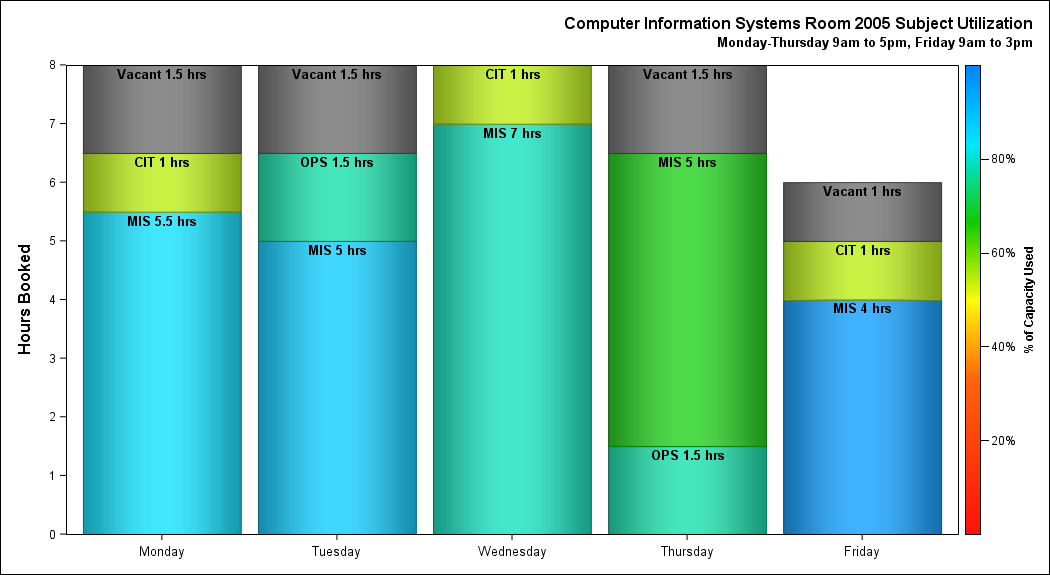 Computer Information Systems Room 2005 Subject Utilization
Monday-Thursday 9am to 5pm, Friday 9am to 3pm
Hours Booked
8
7
6
5
4
3
2
1
0
Vacant 1.5 hrs
CIT 1 hrs
MIS 5.5 hrs
Vacant 1.5 hrs
OPS 1.5 hrs
MIS 5 hrs
CIT 1 hrs
MIS 7 hrs
Vacant 1.5 hrs
MIS 5 hrs
OPS 1.5 hrs
Vacant 1 hrs
CIT 1 hrs
MIS 4 hrs
Monday
Tuesday
Wednesday
Thursday
Friday
80%
60%
40%
20%
% of Capacity Used